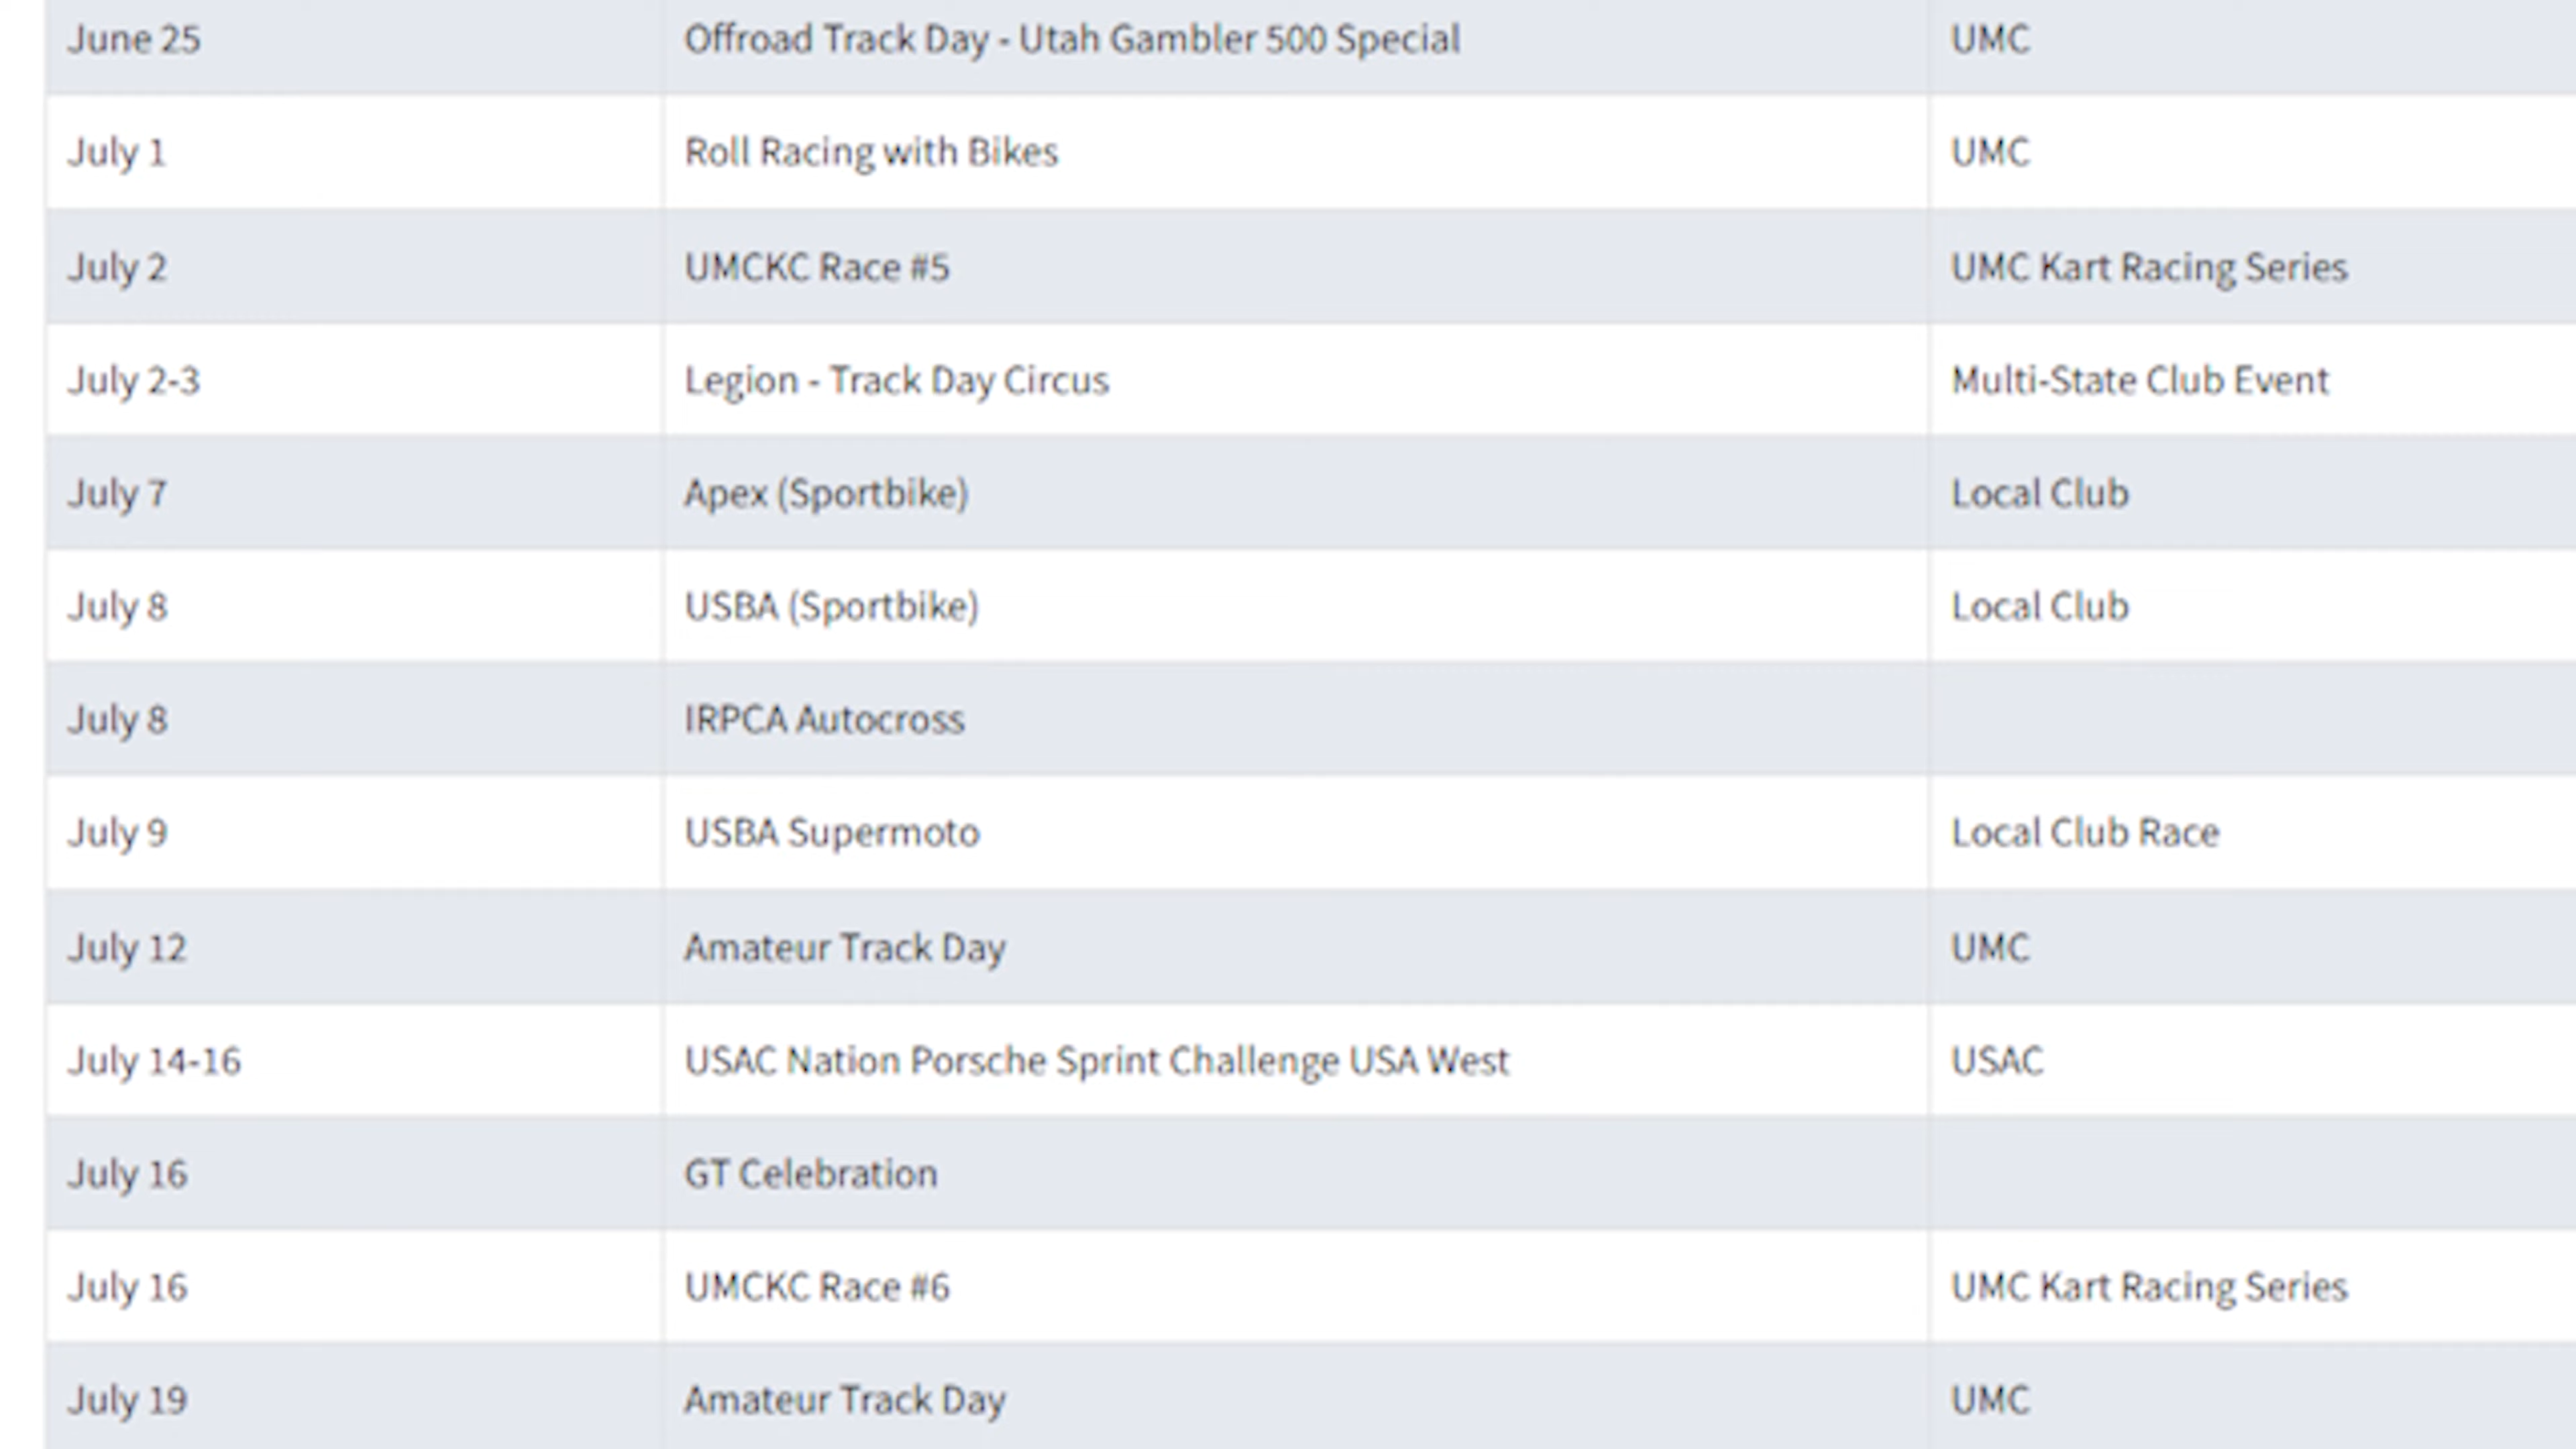 June 25 Offroad Track Day - Utah Gambler 500 Special UMC
July 1 Roll Racing with Bikes UMC
July 2 UMCKC Race #5 UMC Kart Racing Series
July 2-3 Legion - Track Day Circus Multi-State Club Event
July 7 Apex (Sportbike) Local Club
July 8 USBA (Sportbike) Local Club
July 8 IRPCA Autocross
July 9 USBA Supermoto Local Club Race
July 12 Amateur Track Day UMC
July 14-16 USAC Nation Porsche Sprint Challenge USA West USAC
July 16 GT Celebration
July 16 UMCKC Race #6 UMC Kart Racing Series
July 19 Amateur Track Day UMC